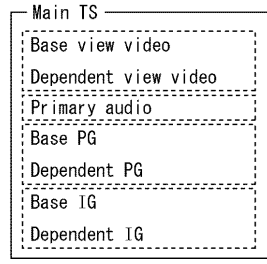 Main TS
Base view video
Dependent view video
Primary audio
Base PG
Dependent PG
Base IG
Dependent IG